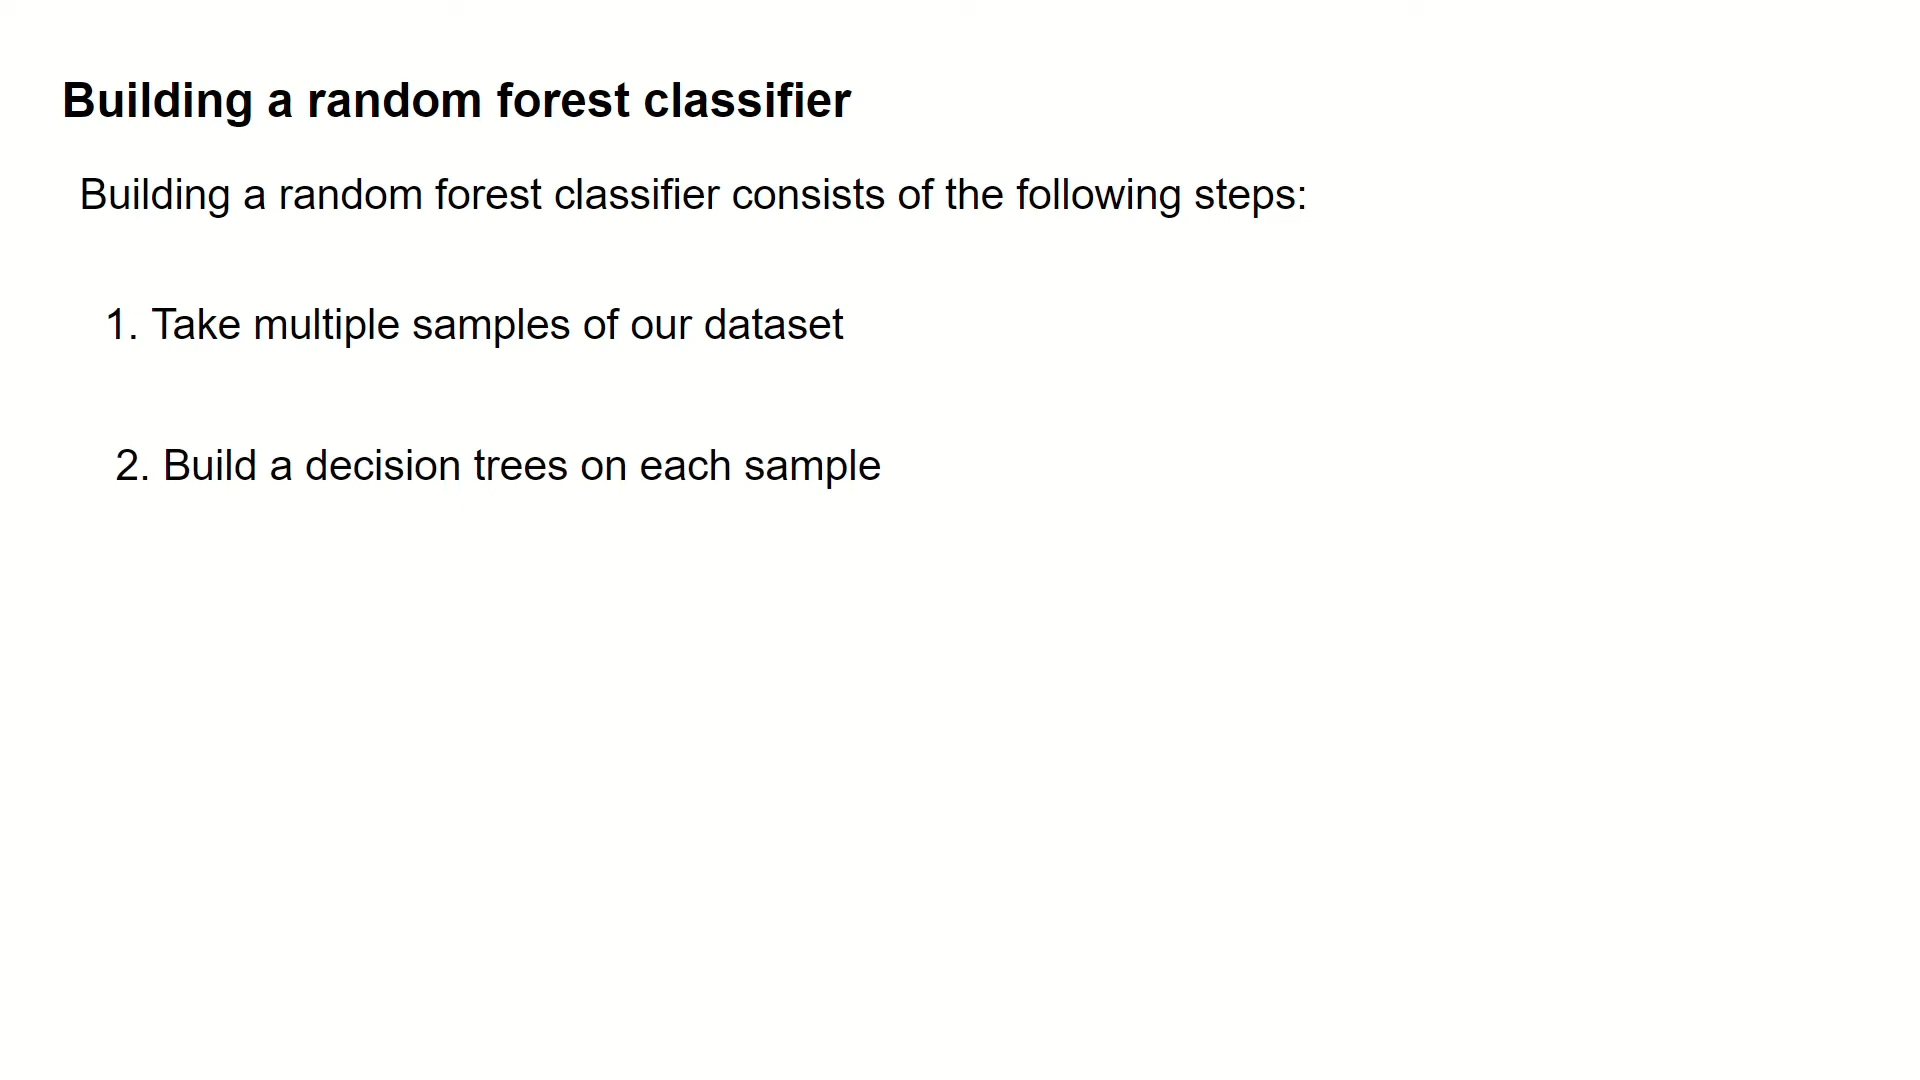 Building a random forest classifier
Building a random forest classifier consists of the following steps:
1. Take multiple samples of our dataset
2. Build a decision trees on each sample